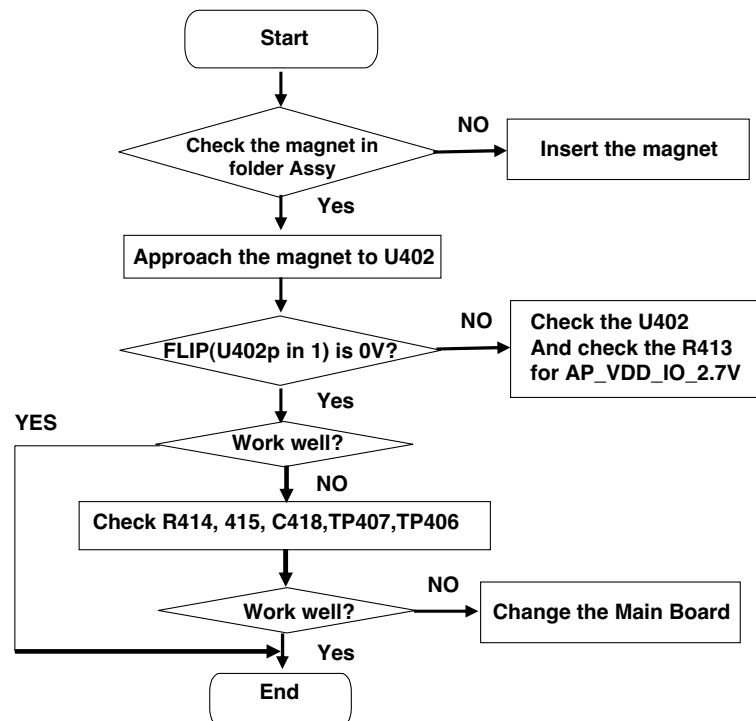 Start
Check the magnet in
folder Assy
NO
Insert the magnet
Yes
Approach the magnet to U402
FLIP(U402p in 1) is 0V?
NO
Check the U402
And check the R413
for AP_VDD_IO_2.7V
Yes
YES
Work well?
NO
Check R414, 415, C418,TP407,TP406
Work well?
NO
Change the Main Board
Yes
End